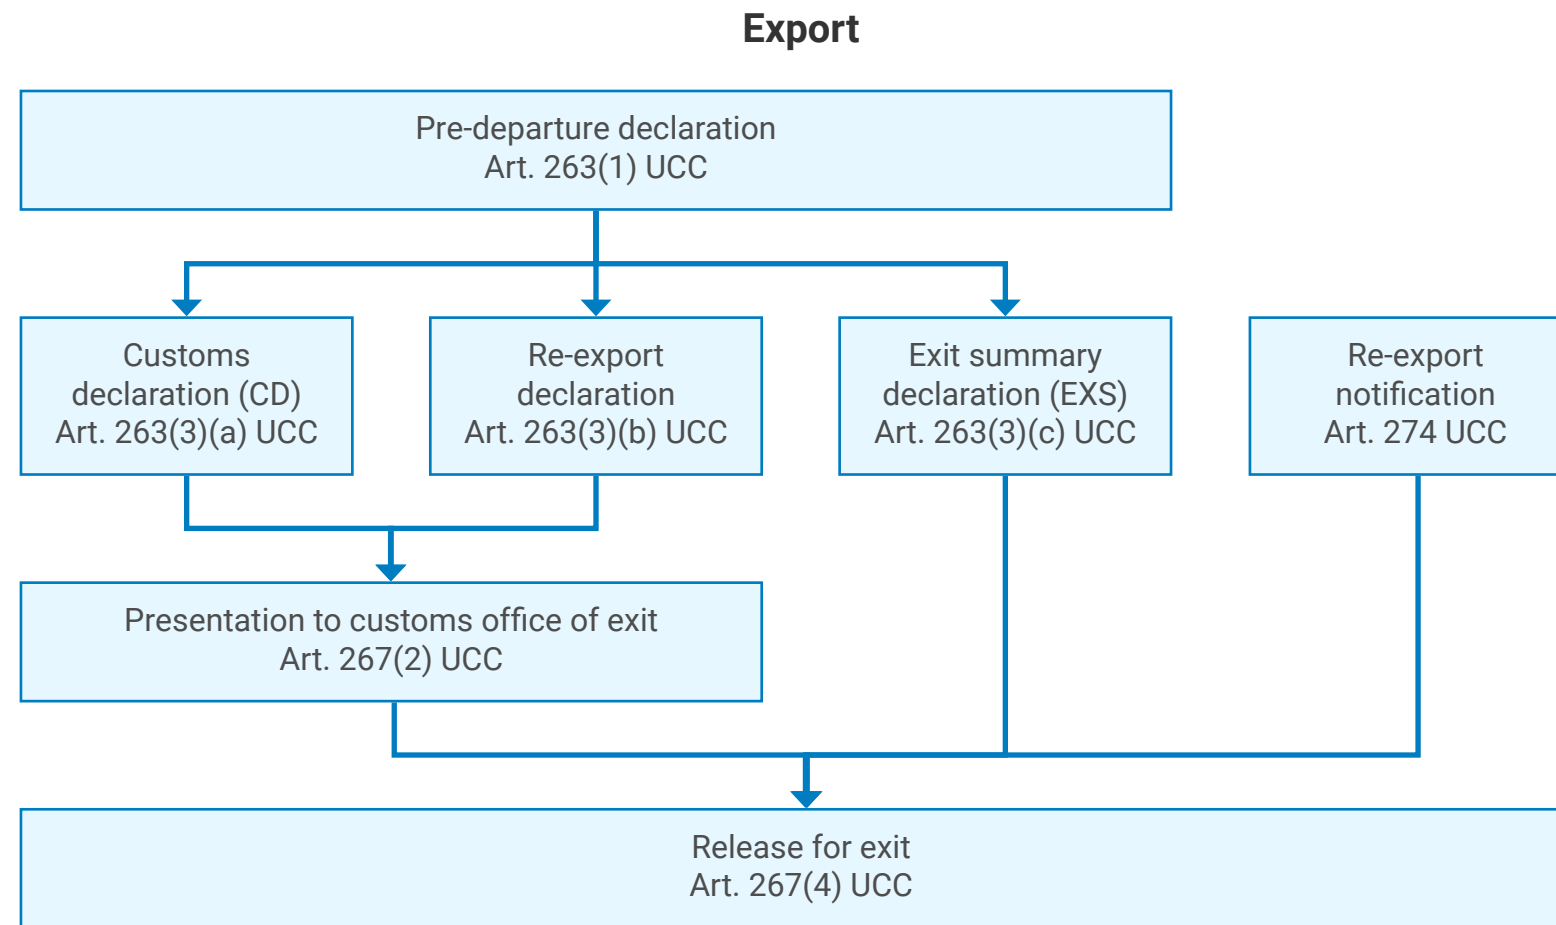 Export
Pre-departure declaration
Art. 263(1) UCC
Customs
declaration (CD)
Art. 263(3)(a) UCC
Re-export
declaration
Art. 263(3)(b) UCC
Exit summary
declaration (EXS)
Art. 263(3)(c) UCC
Re-export
notification
Art. 274 UCC
Presentation to customs office of exit
Art. 267(2) UCC
Release for exit
Art. 267(4) UCC